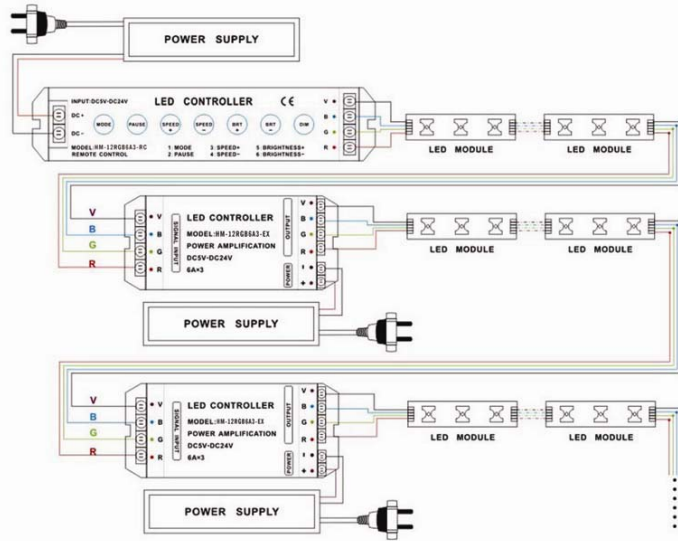 POWER SUPPLY
INPUT:DC5V-DC24V LED CONTROLLER CE V
DC+ B
MODE PAUSE SPEED + SPEED - BRT + BRT - DIM
DC- G
MODEL:HM-12RGB6A3-RC 1 MODE 3 SPEED+ 5 BRIGHTNESS+ R
REMOTE CONTROL 2 PAUSE 4 SPEED- 6 BRIGHTNESS-
LED MODULE LED MODULE
V V LED CONTROLLER V
B B MODEL:HM-12RGB6A3-EX B
G G POWER AMPLIFICATION G
R R DC5V-DC24V R
6A×3 -
+
SIGNAL INPUT
OUTPUT
POWER
LED MODULE LED MODULE
POWER SUPPLY
V V LED CONTROLLER V
B B MODEL:HM-12RGB6A3-EX B
G G POWER AMPLIFICATION G
R R DC5V-DC24V R
6A×3 -
+
SIGNAL INPUT
OUTPUT
POWER
LED MODULE LED MODULE
POWER SUPPLY